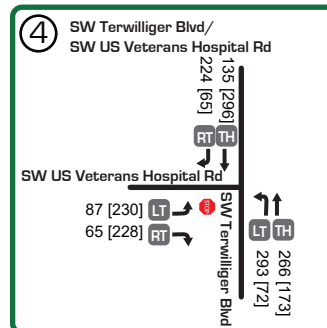 4
SW Terwilliger Blvd/
SW US Veterans Hospital Rd
224 [65]
135 [296]
RT TH
SW US Veterans Hospital Rd
87 [230] LT
65 [228] RT
STOP
SW Terwilliger Blvd
LT TH
293 [72]
266 [173]